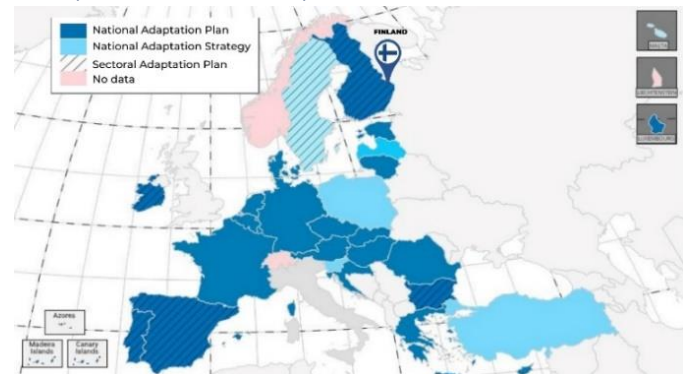 National Adaptation Plan
National Adaptation Strategy
Sectoral Adaptation Plan
No data
FINLAND
Azores
Madeira
Islands
Canary
Islands